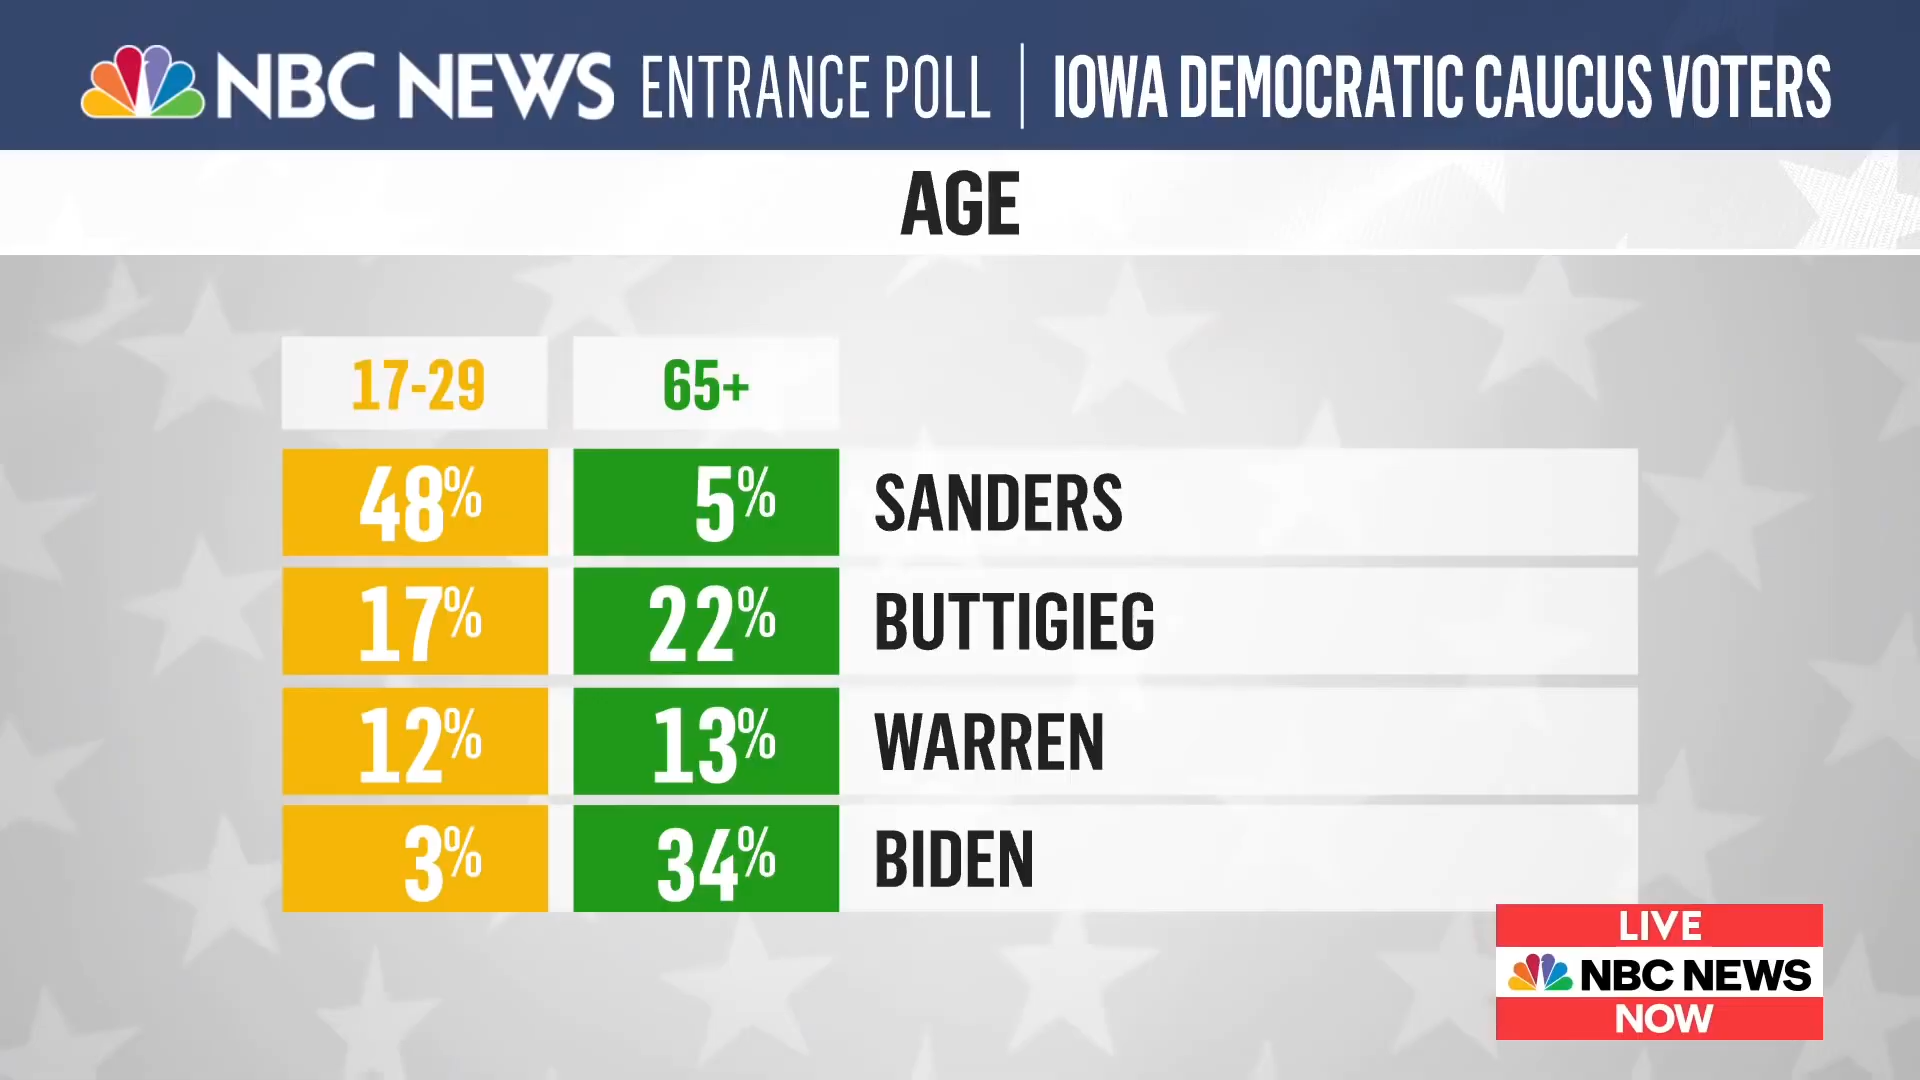 NBC NEWS ENTRANCE POLL | IOWA DEMOCRATIC CAUCUS VOTERS
AGE
17-29 65+
48% 5% SANDERS
17% 22% BUTTIGIEG
12% 13% WARREN
3% 34% BIDEN
LIVE
NBC NEWS
NOW